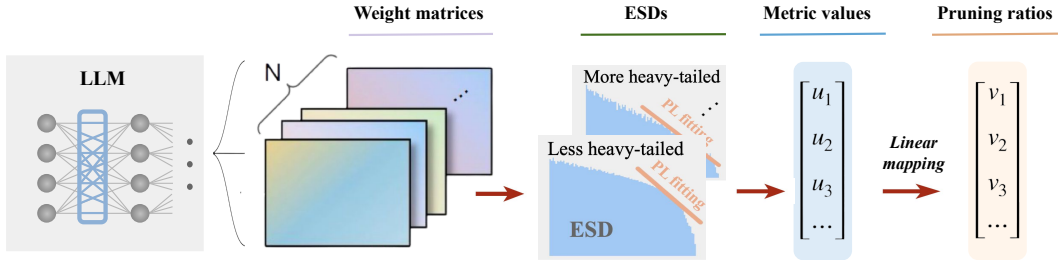 Weight matrices
ESDs
Metric values
Pruning ratios
LLM
N
...
More heavy-tailed
...
PL fitting
Less heavy-tailed
PL fitting
ESD
u1
u2
u3
...
Linear
mapping
v1
v2
v3
...